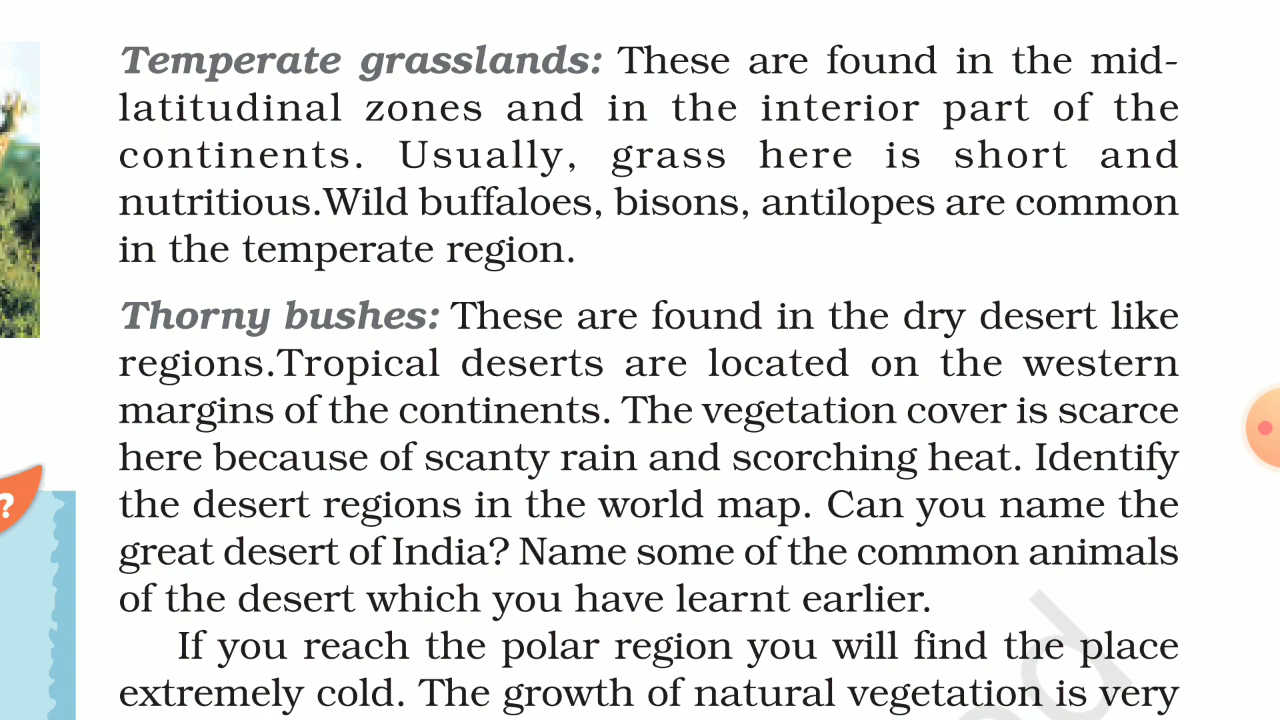 Temperate grasslands: These are found in the mid-
latitudinal zones and in the interior part of the
continents. Usually, grass here is short and
nutritious.Wild buffaloes, bisons, antilopes are common
in the temperate region.
Thorny bushes: These are found in the dry desert like
regions.Tropical deserts are located on the western
margins of the continents. The vegetation cover is scarce
here because of scanty rain and scorching heat. Identify
the desert regions in the world map. Can you name the
?
great desert of India? Name some of the common animals
of the desert which you have learnt earlier.
If you reach the polar region you will find the place
extremely cold. The growth of natural vegetation is very